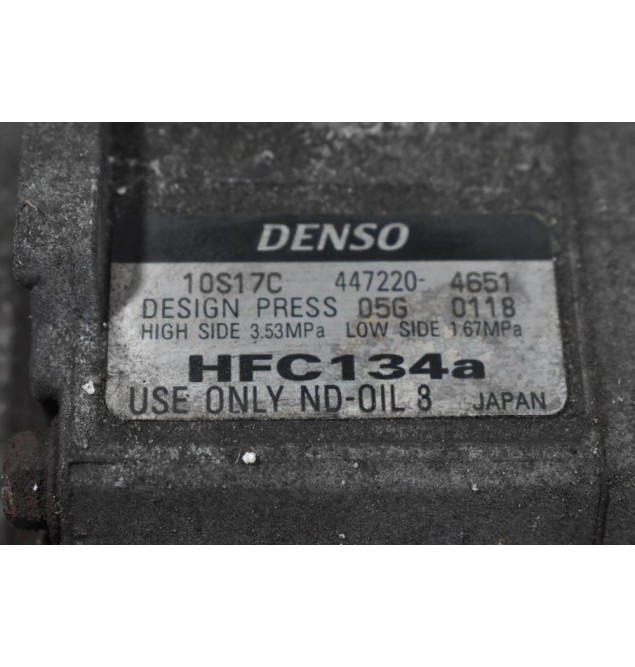 DENSO
10S17C 447220- 4651
DESIGN PRESS 05G 0118
HIGH SIDE 3.53MPa LOW SIDE 1.67MPa
HFC134a
USE ONLY ND-OIL 8 JAPAN